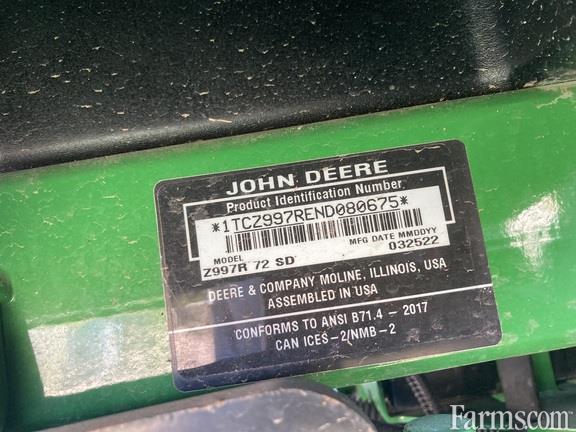 JOHN DEERE
Product Identification Number
*1TCZ997REND080675*
MODEL MFG DATE MMDDYY
Z997R 72 SD 032522
DEERE & COMPANY MOLINE, ILLINOIS, USA
ASSEMBLED IN USA
CONFORMS TO ANSI B71.4 - 2017
CAN ICES-2/NMB-2
Farms.com